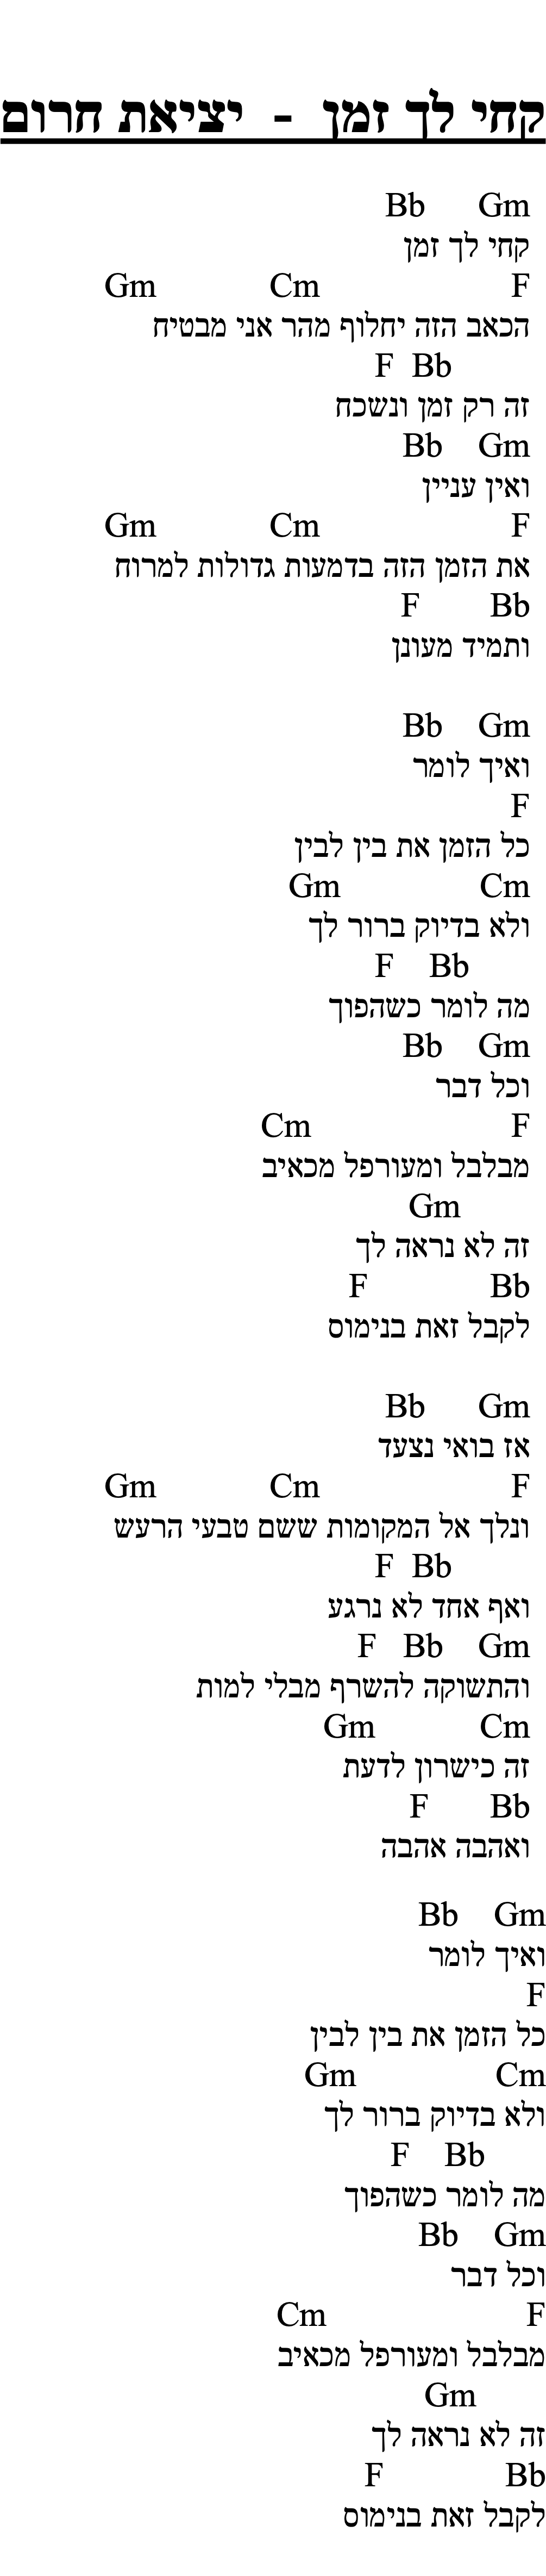 קחי לך זמן - יציאת חרום
Gm Bb
קחי לך זמן
F Cm Gm
הכאב הזה יחלוף מהר אני מבטיח
Bb F
זה רק זמן ונשכח
Gm Bb
ואין עניין
F Cm Gm
את הזמן הזה בדמעות גדולות למרוח
Bb F
ותמיד מעונן
Gm Bb
ואיך לומר
F
כל הזמן את בין לבין
Cm Gm
ולא בדיוק ברור לך
Bb F
מה לומר כשהפוך
Gm Bb
וכל דבר
F Cm
מבלבל ומעורפל מכאיב
Gm
זה לא נראה לך
Bb F
לקבל זאת בנימוס
Gm Bb
אז בואי נצעד
F Cm Gm
ונלך אל המקומות ששם טבעי הרעש
Bb F
ואף אחד לא נרגע
Gm Bb F
והתשוקה להשרף מבלי למות
Cm Gm
זה כישרון לדעת
Bb F
ואהבה אהבה
Gm Bb
ואיך לומר
F
כל הזמן את בין לבין
Cm Gm
ולא בדיוק ברור לך
Bb F
מה לומר כשהפוך
Gm Bb
וכל דבר
F Cm
מבלבל ומעורפל מכאיב
Gm
זה לא נראה לך
Bb F
לקבל זאת בנימוס